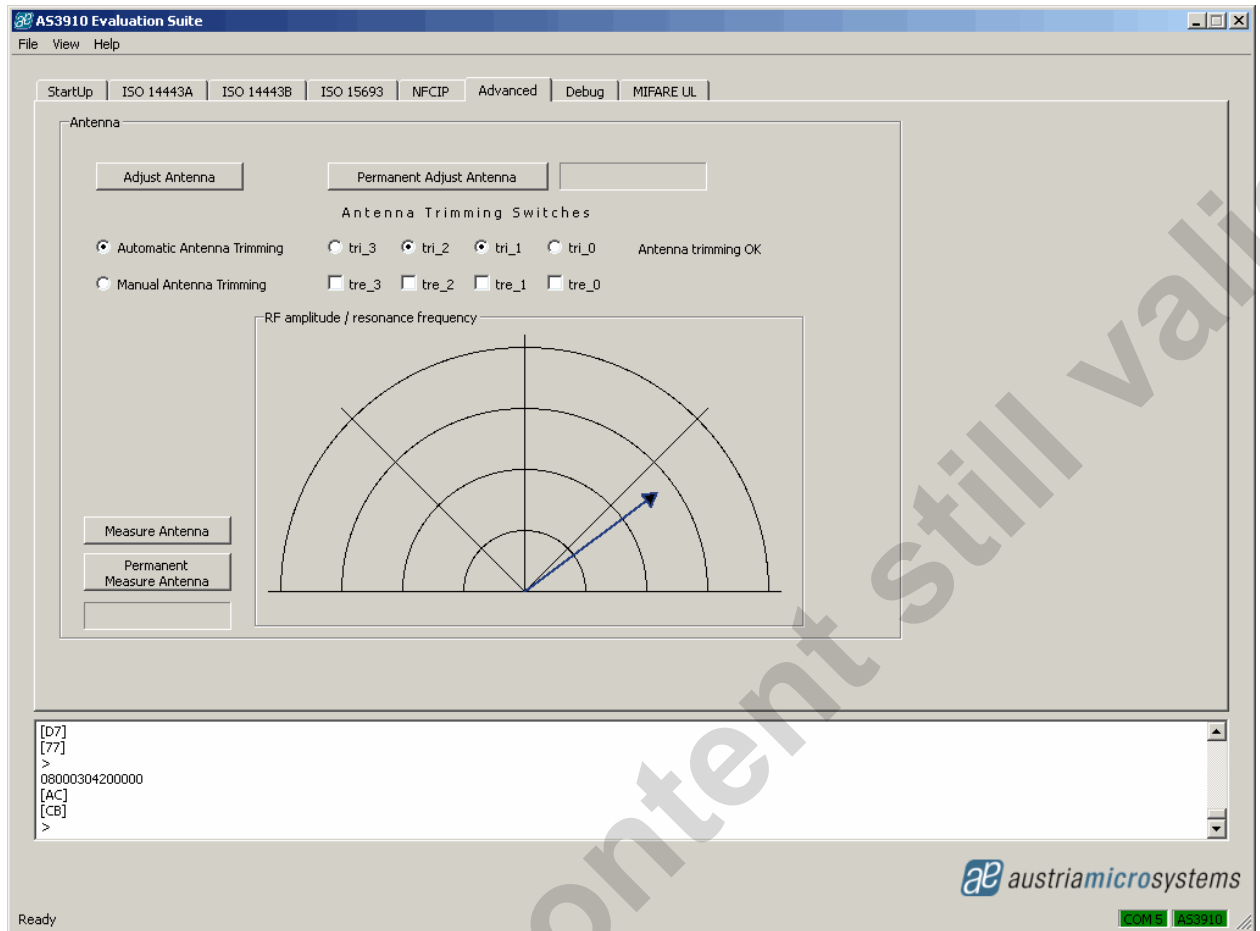 AS3910 Evaluation Suite
File View Help
StartUp ISO 14443A ISO 14443B ISO 15693 NFCIP Advanced Debug MIFARE UL
Antenna
Adjust Antenna Permanent Adjust Antenna
Antenna Trimming Switches
Automatic Antenna Trimming tri_3 tri_2 tri_1 tri_0 Antenna trimming OK
Manual Antenna Trimming tre_3 tre_2 tre_1 tre_0
RF amplitude / resonance frequency
Measure Antenna
Permanent
Measure Antenna
[D7]
[77]
>
08000304200000
[AC]
[CB]
>
austriamicrosystems
Ready COM 5 AS3910
ontent still vali